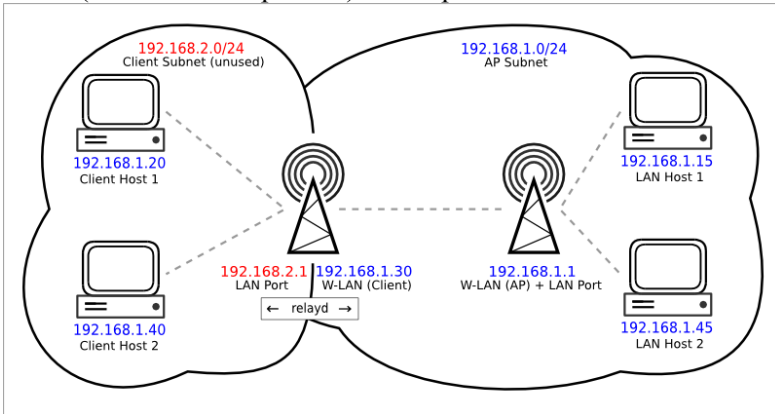 192.168.2.0/24
Client Subnet (unused)
192.168.1.0/24
AP Subnet
192.168.1.20
Client Host 1
192.168.1.15
LAN Host 1
192.168.2.1
LAN Port
192.168.1.30
W-LAN (Client)
192.168.1.1
W-LAN (AP) + LAN Port
← relayd →
192.168.1.40
Client Host 2
192.168.1.45
LAN Host 2